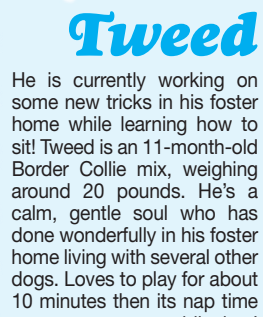 Tweed
He is currently working on
some new tricks in his foster
home while learning how to
sit! Tweed is an 11-month-old
Border Collie mix, weighing
around 20 pounds. He's a
calm, gentle soul who has
done wonderfully in his foster
home living with several other
dogs. Loves to play for about
10 minutes then its nap time